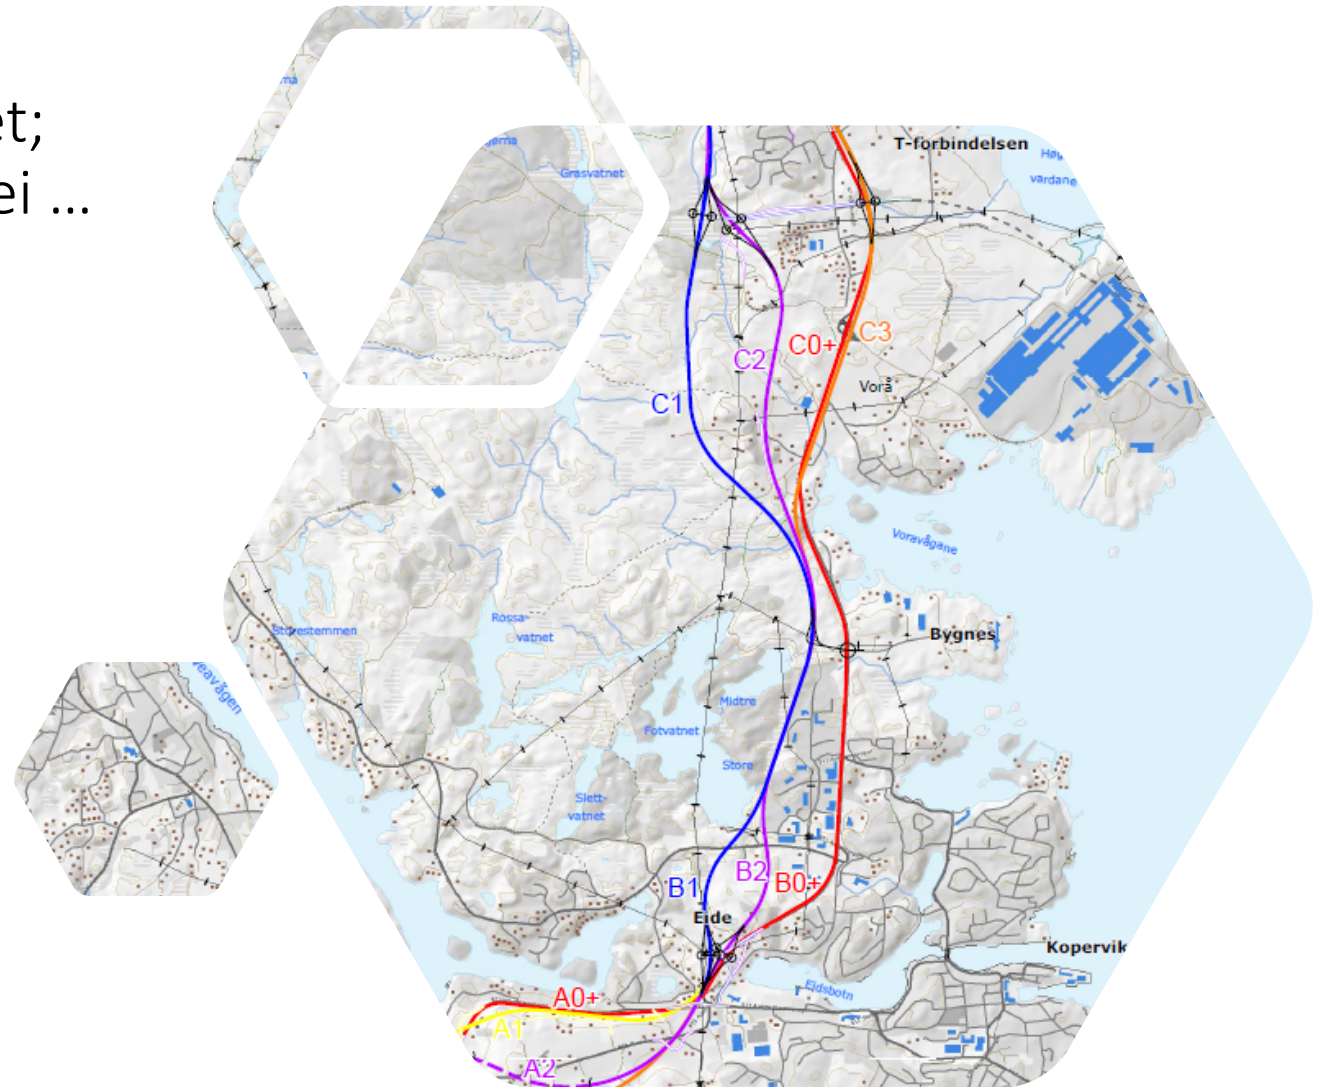 et;
ei ...
T-forbindelsen
Høg
vardane
Grasvatnet
C2
C0+
C3
Vorå
C1
Voravågane
Storestemmen
Rossa-
vatnet
Bygnes
Midtre
Fotvatnet
Store
Slett-
vatnet
B1
B2
B0+
Eide
Kopervik
Eidsbotn
A0+
A1
A2